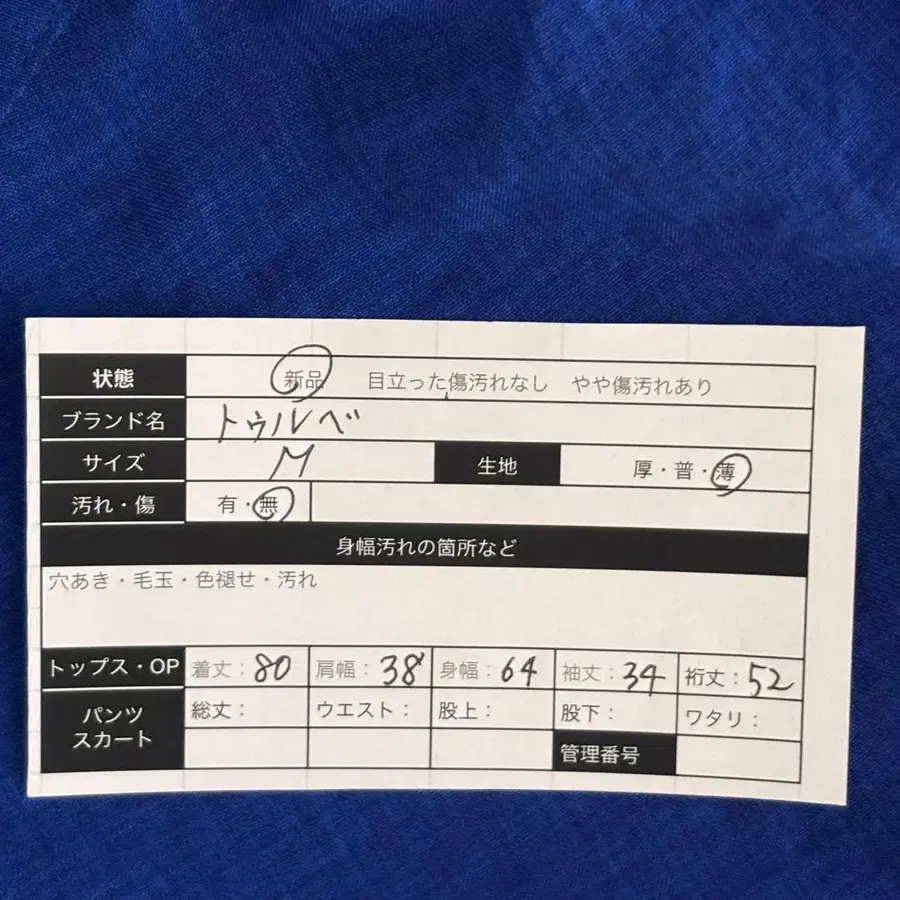 状態 新品 目立った傷汚れなし やや傷汚れあり
ブランド名 トゥルベ
サイズ M 生地 厚・普・薄
汚れ・傷 有・無
身幅汚れの箇所など
穴あき・毛玉・色褪せ・汚れ
トップス・OP 着丈:80 肩幅:38 身幅:64 袖丈:34 裄丈:52
パンツ スカート 総丈: ウエスト: 股上: 股下: ワタリ:
管理番号